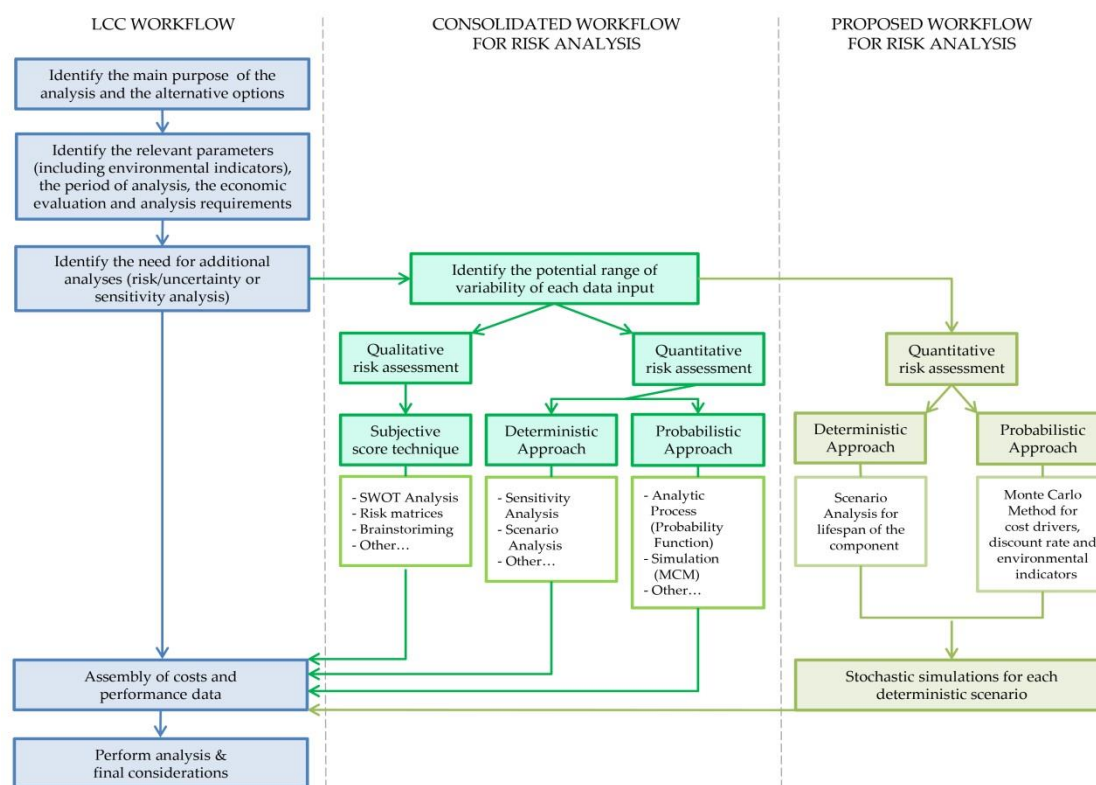 LCC WORKFLOW
CONSOLIDATED WORKFLOW
FOR RISK ANALYSIS
PROPOSED WORKFLOW
FOR RISK ANALYSIS
Identify the main purpose of the
analysis and the alternative options
Identify the relevant parameters
(including environmental indicators),
the period of analysis, the economic
evaluation and analysis requirements
Identify the need for additional
analyses (risk/uncertainty or
sensitivity analysis)
Identify the potential range of
variability of each data input
Qualitative
risk assessment
Quantitative
risk assessment
Quantitative
risk assessment
Subjective
score technique
Deterministic
Approach
Probabilistic
Approach
Deterministic
Approach
Probabilistic
Approach
- SWOT Analysis
- Risk matrices
- Brainstoriming
- Other…
- Sensitivity
Analysis
- Scenario
Analysis
- Other…
- Analytic
Process
(Probability
Function)
- Simulation
(MCM)
- Other…
Scenario
Analysis for
lifespan of the
component
Monte Carlo
Method for
cost drivers,
discount rate and
environmental
indicators
Assembly of costs and
performance data
Stochastic simulations for each
deterministic scenario
Perform analysis &
final considerations